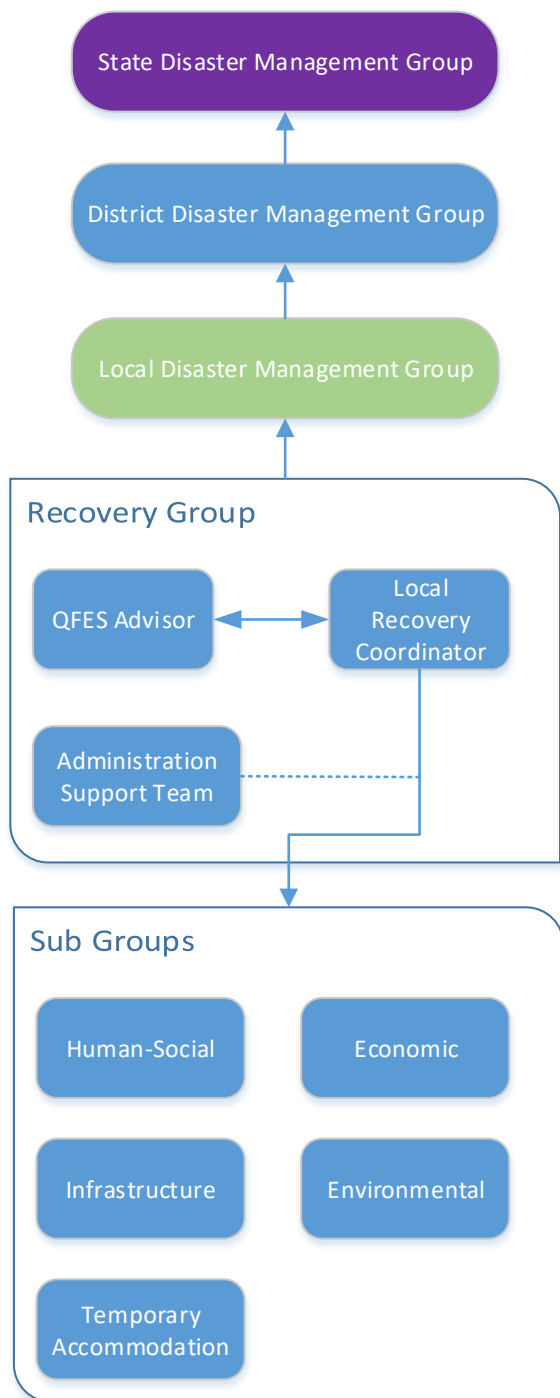 State Disaster Management Group
District Disaster Management Group
Local Disaster Management Group
Recovery Group
QFES Advisor
Local
Recovery
Coordinator
Administration
Support Team
Sub Groups
Human-Social
Economic
Infrastructure
Environmental
Temporary
Accommodation